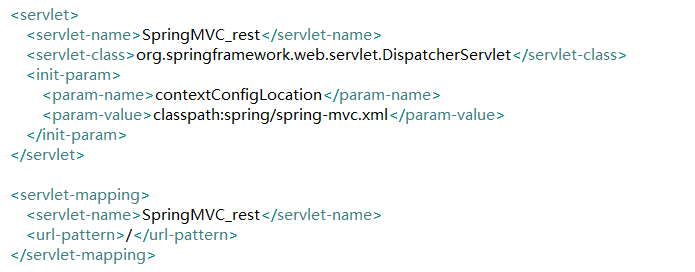 <servlet>
<servlet-name>SpringMVC_rest</servlet-name>
<servlet-class>org.springframework.web.servlet.DispatcherServlet</servlet-class>
<init-param>
<param-name>contextConfigLocation</param-name>
<param-value>classpath:spring/spring-mvc.xml</param-value>
</init-param>
</servlet>
<servlet-mapping>
<servlet-name>SpringMVC_rest</servlet-name>
<url-pattern>/</url-pattern>
</servlet-mapping>